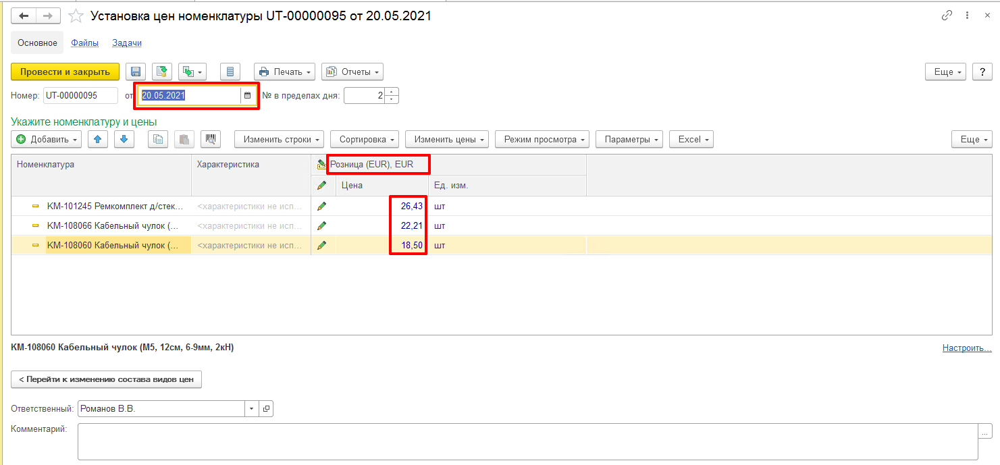 Установка цен номенклатуры UT-00000095 от 20.05.2021
Основное Файлы Задачи
Провести и закрыть Печать Отчеты Еще ?
Номер: UT-00000095 от 20.05.2021 № в пределах дня: 2
Укажите номенклатуру и цены
Добавить Изменить строки Сортировка Изменить цены Режим просмотра Параметры Excel Еще
Номенклатура Характеристика Розница (EUR), EUR
Цена Ед. изм.
КМ-101245 Ремкомплект д/стек... <характеристики не исп... 26,43 шт
КМ-108066 Кабельный чулок (... <характеристики не исп... 22,21 шт
КМ-108060 Кабельный чулок (... <характеристики не исп... 18,50 шт
КМ-108060 Кабельный чулок (М5, 12см, 6-9мм, 2кН) Настроить...
< Перейти к изменению состава видов цен
Ответственный: Романов В.В.
Комментарий: ...